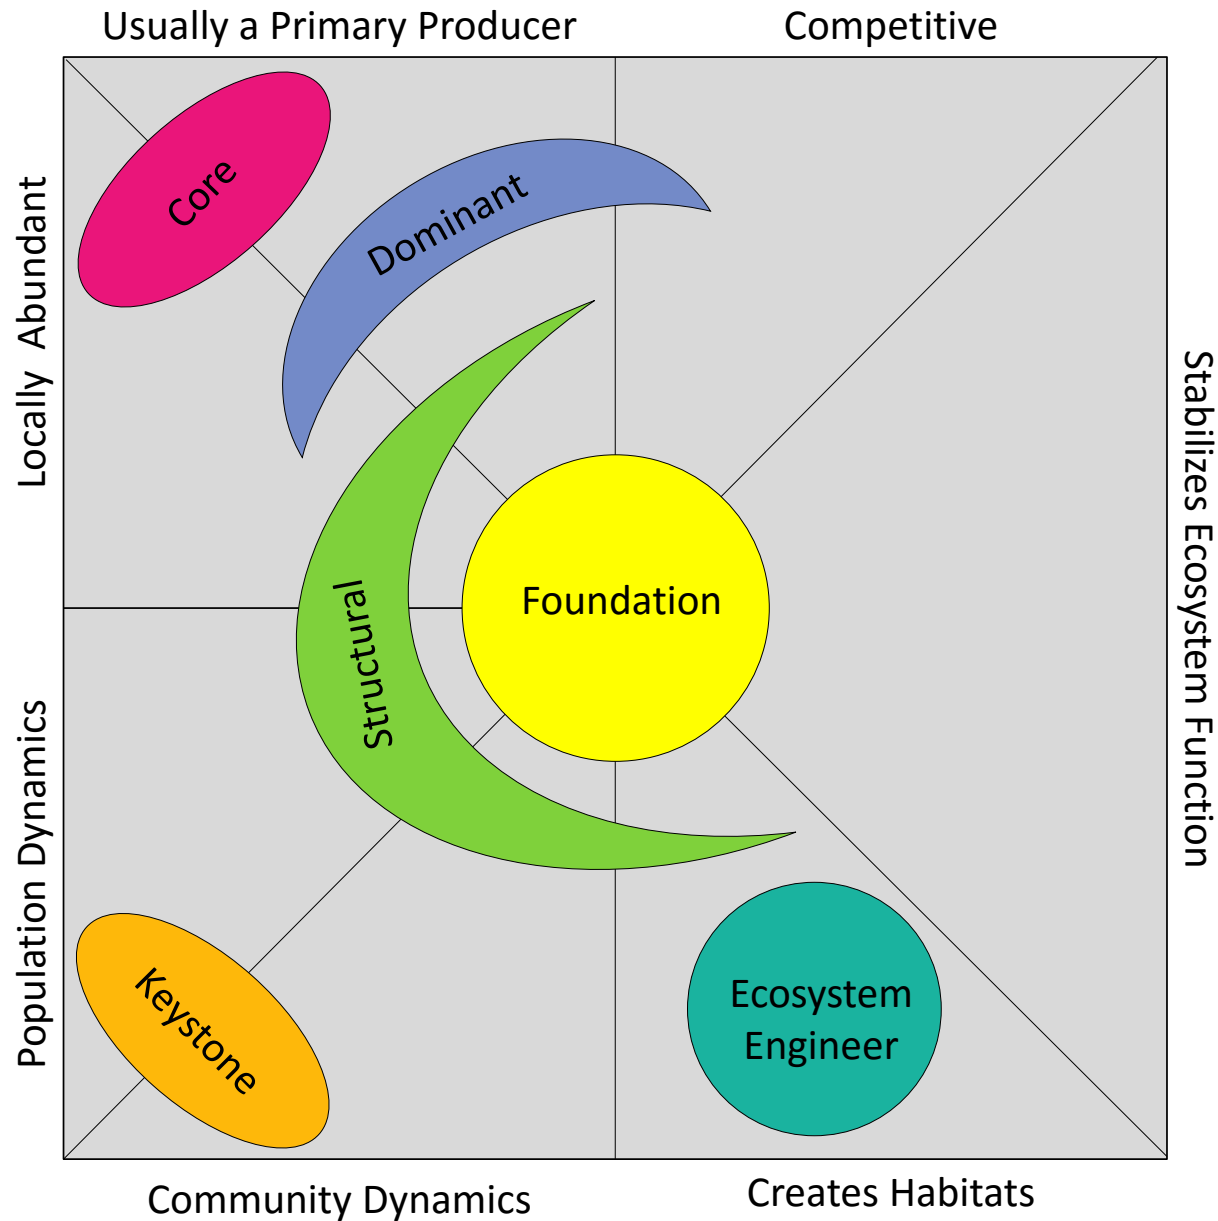 Usually a Primary Producer
Competitive
Core
Dominant
Locally Abundant
Structural
Foundation
Stabilizes Ecosystem Function
Population Dynamics
Keystone
Ecosystem
Engineer
Community Dynamics
Creates Habitats